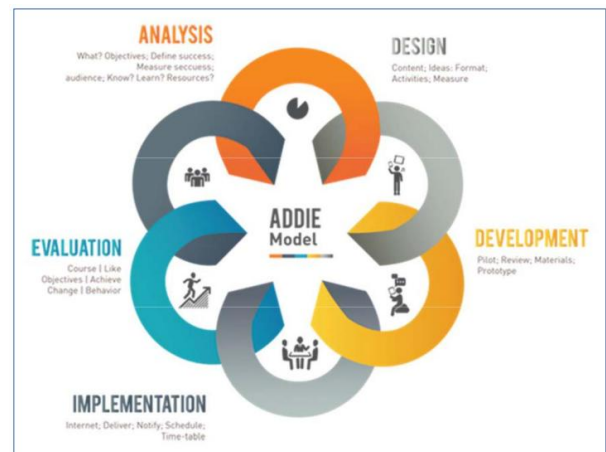 ANALYSIS
What? Objectives; Define success;
Measure seccuess;
audience; Know? Learn? Resources?
DESIGN
Content; Ideas: Format;
Activities; Measure
ADDIE
Model
EVALUATION
Course | Like
Objectives | Achieve
Change | Behavior
DEVELOPMENT
Pilot; Review; Materials;
Prototype
IMPLEMENTATION
Internet; Deliver; Notify; Schedule;
Time-table